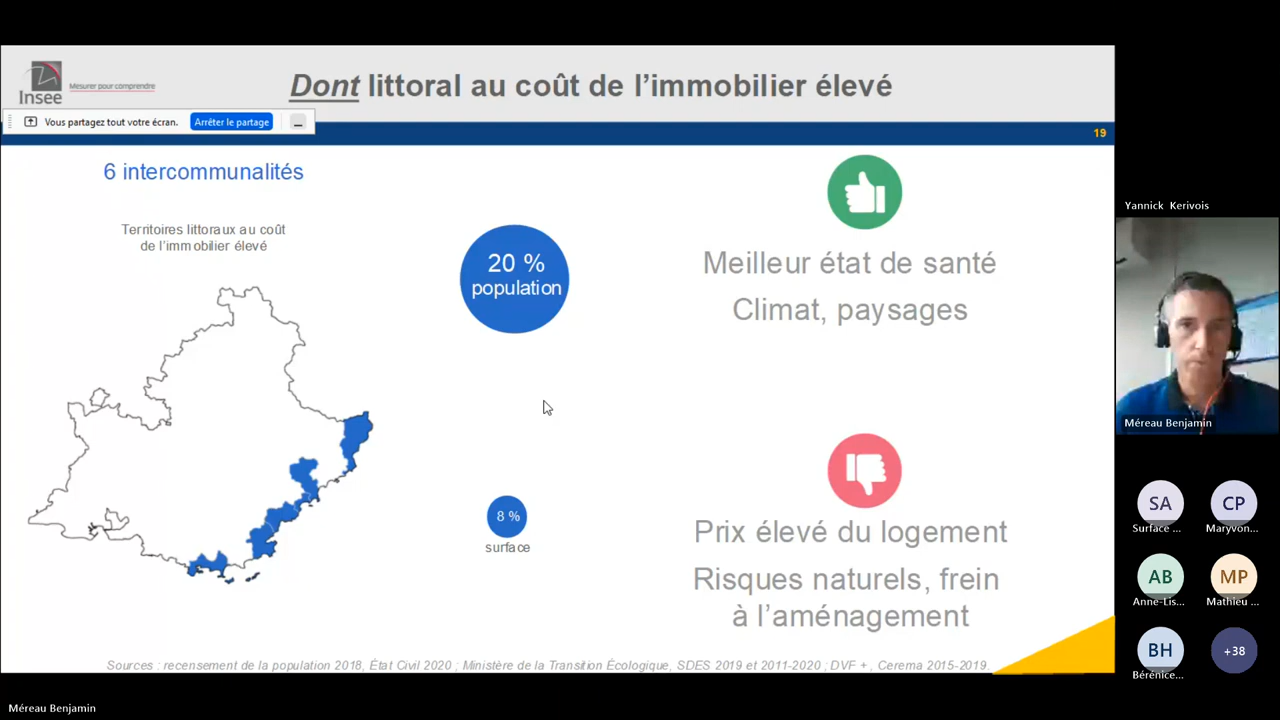 Insee
Mesurer pour comprendre
Dont littoral au coût de l'immobilier élevé
Vous partagez tout votre écran.
Arrêter le partage
19
6 intercommunalités
Territoires littoraux au coût
de l'immobilier élevé
20 %
population
8 %
surface
Meilleur état de santé
Climat, paysages
Prix élevé du logement
Risques naturels, frein
à l'aménagement
Sources : recensement de la population 2018, État Civil 2020 ; Ministère de la Transition Écologique, SDES 2019 et 2011-2020 ; DVF + , Cerema 2015-2019.
Yannick Kerivois
Méreau Benjamin
SA
Surface ...
CP
Maryvon...
AB
Anne-Lis...
MP
Mathieu ...
BH
Bérénice...
+38
Méreau Benjamin